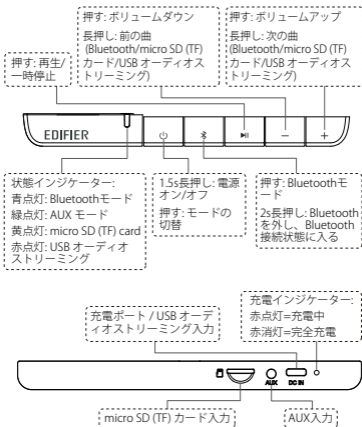 押す: ボリュームダウン
長押し: 前の曲
(Bluetooth/micro SD (TF)
カード/USB オーディオス
トリーミング)
押す: ボリュームアップ
長押し: 次の曲
(Bluetooth/micro SD (TF)
カード/USB オーディオス
トリーミング)
押す: 再生/
一時停止
EDIFIER
状態インジケーター:
青点灯: Bluetoothモード
緑点灯: AUX モード
黄点灯: micro SD (TF) card
赤点灯: USB オーディオ
ストリーミング
1.5s長押し: 電源
オン/オフ
押す: モードの
切替
押す: Bluetoothモ
ード
2s長押し: Bluetooth
を外し、Bluetooth
接続状態に入る
充電ポート / USB オーデ
ィオストリーミング入力
充電インジケーター:
赤点灯=充電中
赤消灯=完全充電
AUX
DC IN
micro SD (TF) カード入力
AUX入力